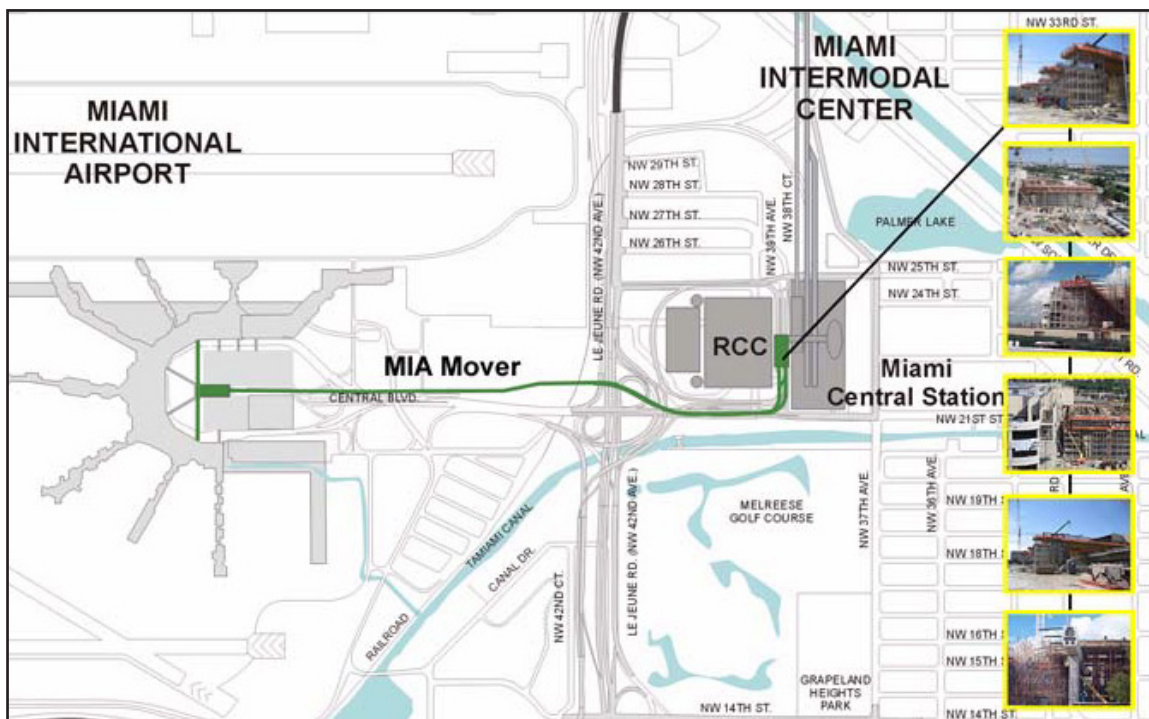 NW 33RD ST.
MIAMI
INTERMODAL
CENTER
MIAMI
INTERNATIONAL
AIRPORT
NW 29TH ST.
NW 28TH ST.
NW 27TH ST.
NW 26TH ST.
LE JEUNE RD. (NW 42ND AVE.)
NW 39TH AVE.
NW 38TH CT.
PALMER LAKE
NW 25TH ST.
NW 24TH ST.
RCC
MIA Mover
CENTRAL BLVD.
Miami
Central Station
NW 21ST ST
RD.
MELREESE
GOLF COURSE
TAMIAMI CANAL
CANAL DR.
RAILROAD
NW 42ND CT.
LE JEUNE RD. (NW 42ND AVE.)
NW 37TH AVE.
NW 36TH AVE.
RD
AVE
NW 19TH
NW 18TH
NW 16TH
NW 15TH
NW 14TH
GRAPELAND
HEIGHTS
PARK
NW 14TH ST.